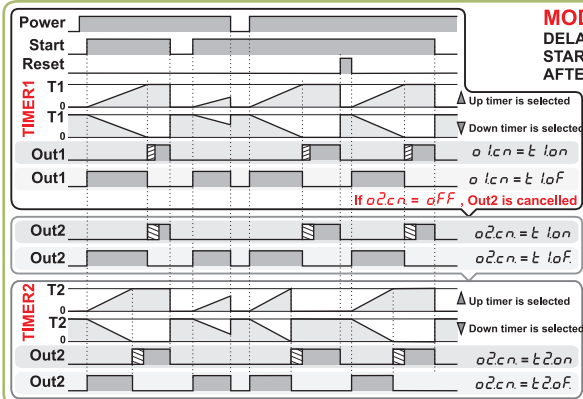 Power
MOD
DELA
Start
STAR
Reset
AFTE
TIMER1
T1
0
Up timer is selected
T1
0
Down timer is selected
Out1
o 1.cn = t 1.on
Out1
o 1.cn = t 1.oF.
If o2.cn. = oFF , Out2 is cancelled
Out2
o2.cn. = t 1.on
Out2
o2.cn. = t 1.oF.
TIMER2
T2
0
Up timer is selected
T2
0
Down timer is selected
Out2
o2.cn. = t2.on
Out2
o2.cn. = t2.oF.